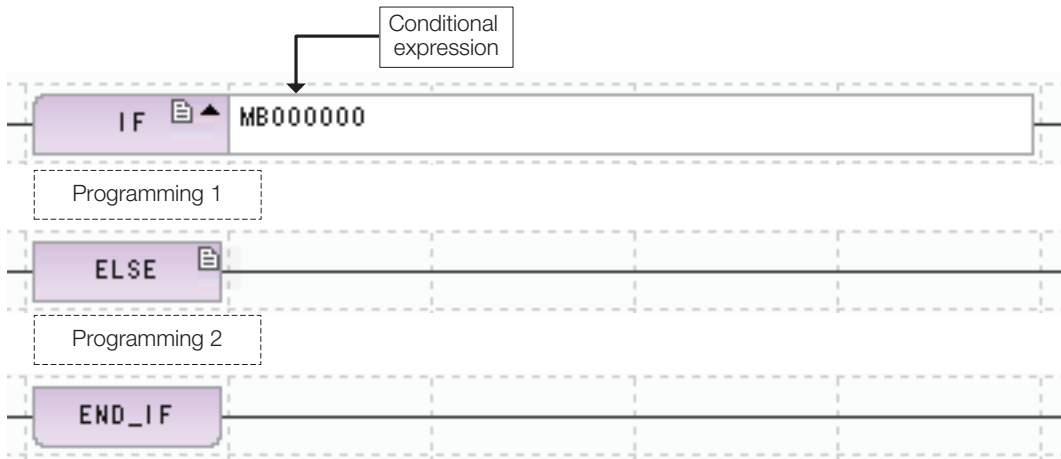 Conditional
expression
IF MB000000
Programming 1
ELSE
Programming 2
END_IF